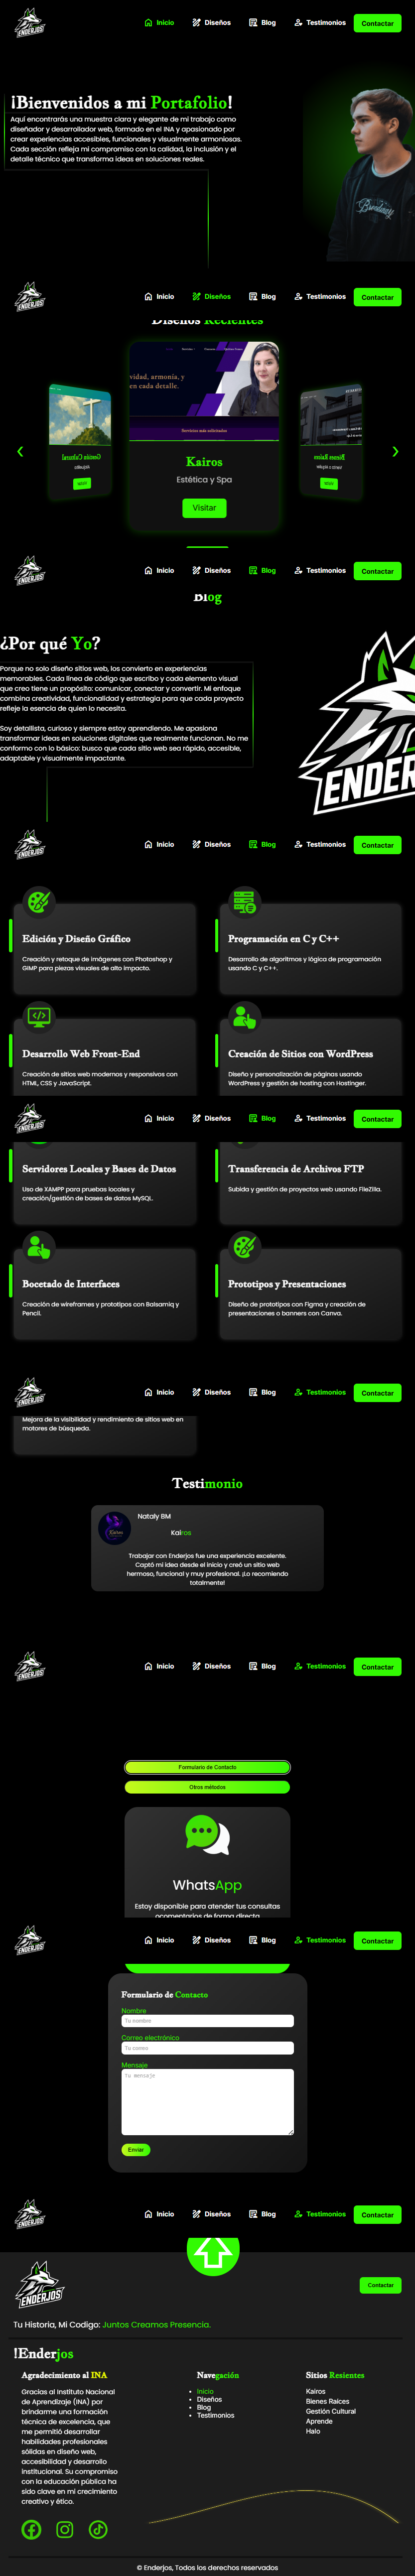 ENDERJOS
Inicio
Diseños
Blog
Testimonios
Contactar
¡Bienvenidos a mi Portafolio!
Aquí encontrarás una muestra clara y elegante de mi trabajo como
diseñador y desarrollador web, formado en el INA y apasionado por
crear experiencias accesibles, funcionales y visualmente armoniosas.
Cada sección refleja mi compromiso con la calidad, la inclusión y el
detalle técnico que transforma ideas en soluciones reales.
ENDERJOS
Inicio
Diseños
Blog
Testimonios
Contactar
Diseños Recientes
vidad, armonía, y
en cada detalle.
Servicios más solicitados
Gestión Cultural
Kairos
Estética y Spa
Visitar
Bienes Raíces
ENDERJOS
Inicio
Diseños
Blog
Testimonios
Contactar
Blog
¿Por qué Yo?
Porque no solo diseño sitios web, los convierto en experiencias
memorables. Cada línea de código que escribo y cada elemento visual
que creo tiene un propósito: comunicar, conectar y convertir. Mi enfoque
combina creatividad, funcionalidad y estrategia para que cada proyecto
refleje la esencia de quien lo necesita.
Soy detallista, curioso y siempre estoy aprendiendo. Me apasiona
transformar ideas en soluciones digitales que realmente funcionan. No me
conformo con lo básico: busco que cada sitio web sea rápido, accesible,
adaptable y visualmente impactante.
ENDERJOS
ENDERJOS
Inicio
Diseños
Blog
Testimonios
Contactar
Edición y Diseño Gráfico
Creación y retoque de imágenes con Photoshop y
GIMP para piezas visuales de alto impacto.
Programación en C y C++
Desarrollo de algoritmos y lógica de programación
usando C y C++.
Desarrollo Web Front-End
Creación de sitios web modernos y responsivos con
HTML, CSS y JavaScript.
Creación de Sitios con WordPress
Diseño y personalización de páginas usando
WordPress y gestión de hosting con Hostinger.
ENDERJOS
Inicio
Diseños
Blog
Testimonios
Contactar
Servidores Locales y Bases de Datos
Uso de XAMPP para pruebas locales y
creación/gestión de bases de datos MySQL.
Transferencia de Archivos FTP
Subida y gestión de proyectos web usando FileZilla.
Bocetado de Interfaces
Creación de wireframes y prototipos con Balsamiq y
Pencil.
Prototipos y Presentaciones
Diseño de prototipos con Figma y creación de
presentaciones o banners con Canva.
ENDERJOS
Inicio
Diseños
Blog
Testimonios
Contactar
Mejora de la visibilidad y rendimiento de sitios web en
motores de búsqueda.
Testimonio
Nataly BM
Kairos
Trabajar con Enderjos fue una experiencia excelente.
Captó mi idea desde el inicio y creó un sitio web
hermoso, funcional y muy profesional. ¡Lo recomiendo
totalmente!
ENDERJOS
Inicio
Diseños
Blog
Testimonios
Contactar
Formulario de Contacto
Otros métodos
WhatsApp
Estoy disponible para atender tus consultas
ocomentarios de forma directa
ENDERJOS
Inicio
Diseños
Blog
Testimonios
Contactar
Formulario de Contacto
Nombre
Tu nombre
Correo electrónico
Tu correo
Mensaje
Tu mensaje
Enviar
ENDERJOS
Inicio
Diseños
Blog
Testimonios
Contactar
ENDERJOS
Contactar
Tu Historia, Mi Codigo: Juntos Creamos Presencia.
!Enderjos
Agradecimiento al INA
Gracias al Instituto Nacional
de Aprendizaje (INA) por
brindarme una formación
técnica de excelencia, que
me permitió desarrollar
habilidades profesionales
sólidas en diseño web,
accesibilidad y desarrollo
institucional. Su compromiso
con la educación pública ha
sido clave en mi crecimiento
creativo y ético.
Navegación
Inicio
Diseños
Blog
Testimonios
Sitios Resientes
Kairos
Bienes Raices
Gestión Cultural
Aprende
Halo
© Enderjos, Todos los derechos reservados